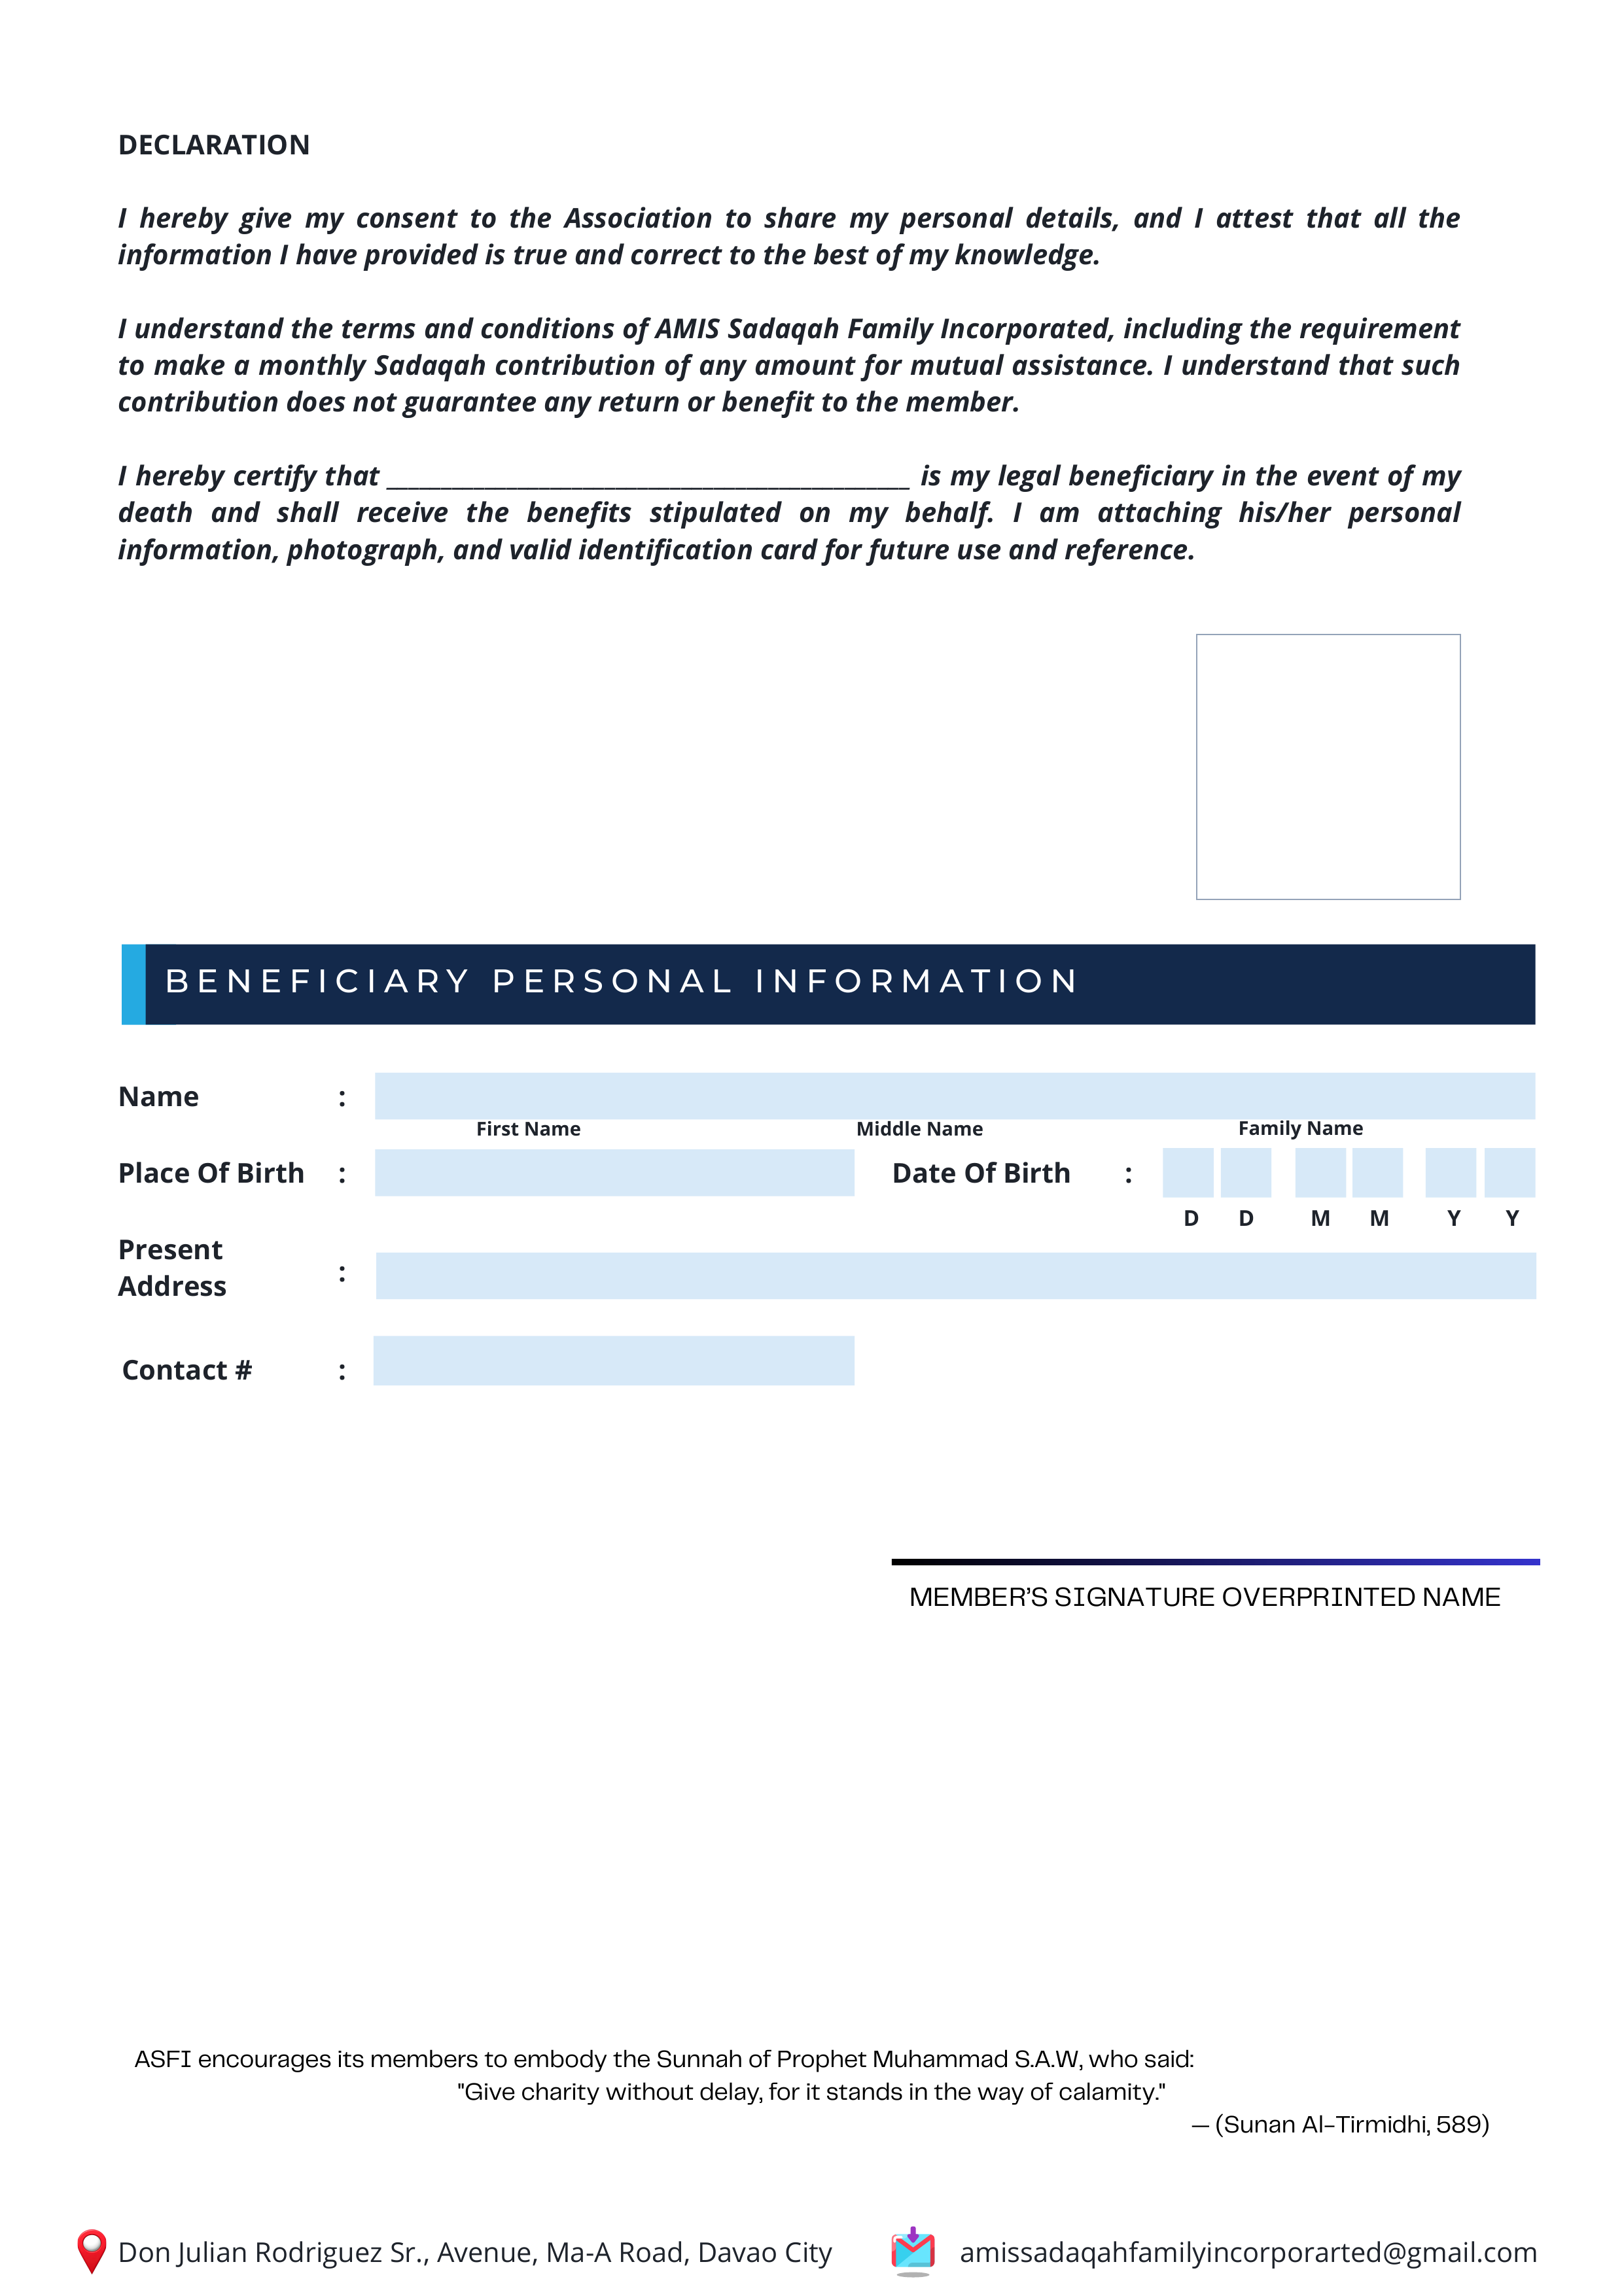 DECLARATION
I hereby give my consent to the Association to share my personal details, and I attest that all the
information I have provided is true and correct to the best of my knowledge.
I understand the terms and conditions of AMIS Sadaqah Family Incorporated, including the requirement
to make a monthly Sadaqah contribution of any amount for mutual assistance. I understand that such
contribution does not guarantee any return or benefit to the member.
I hereby certify that ________________________________________ is my legal beneficiary in the event of my
death and shall receive the benefits stipulated on my behalf. I am attaching his/her personal
information, photograph, and valid identification card for future use and reference.
BENEFICIARY PERSONAL INFORMATION
Name :
First Name Middle Name Family Name
Place Of Birth : Date Of Birth :
D D M M Y Y
Present
Address :
Contact # :
MEMBER’S SIGNATURE OVERPRINTED NAME
ASFI encourages its members to embody the Sunnah of Prophet Muhammad S.A.W, who said:
"Give charity without delay, for it stands in the way of calamity."
— (Sunan Al-Tirmidhi, 589)
Don Julian Rodriguez Sr., Avenue, Ma-A Road, Davao City amissadaqahfamilyincorporarted@gmail.com